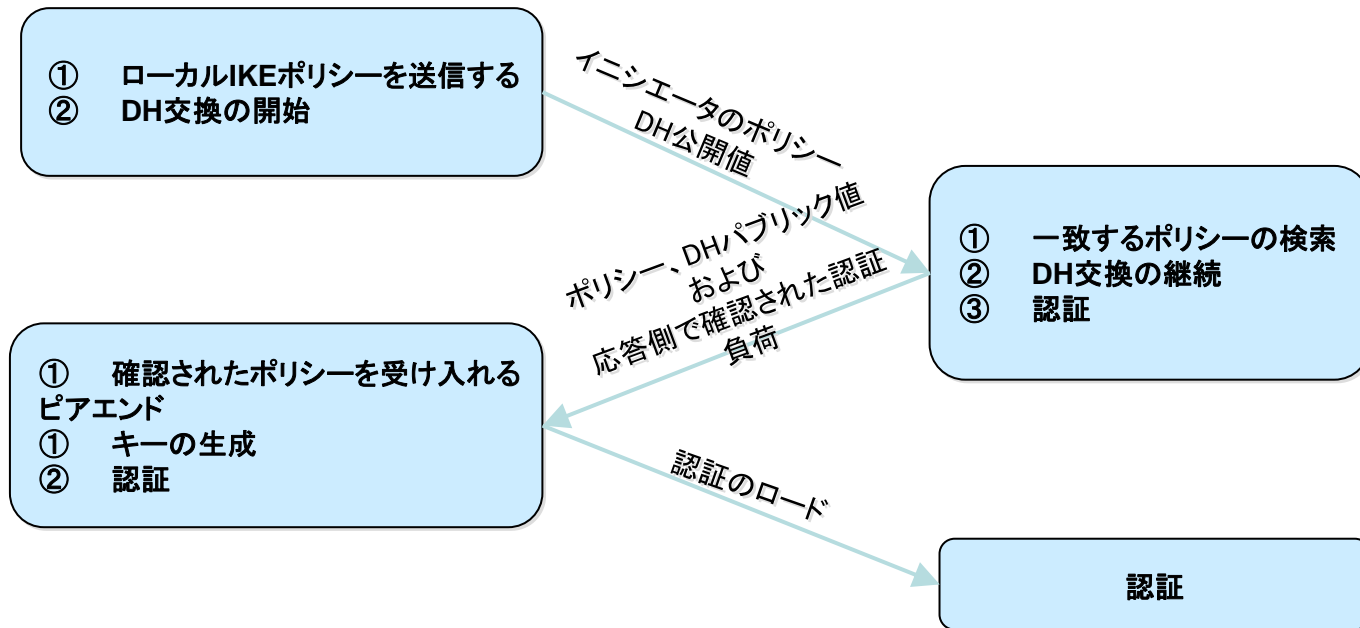 ① ローカルIKEポリシーを送信する
② DH交換の開始
イニシエータのポリシー
DH公開値
① 一致するポリシーの検索
② DH交換の継続
③ 認証
ポリシー、DHパブリック値
および
応答側で確認された認証
負荷
① 確認されたポリシーを受け入れる
ピアエンド
① キーの生成
② 認証
認証のロード
認証